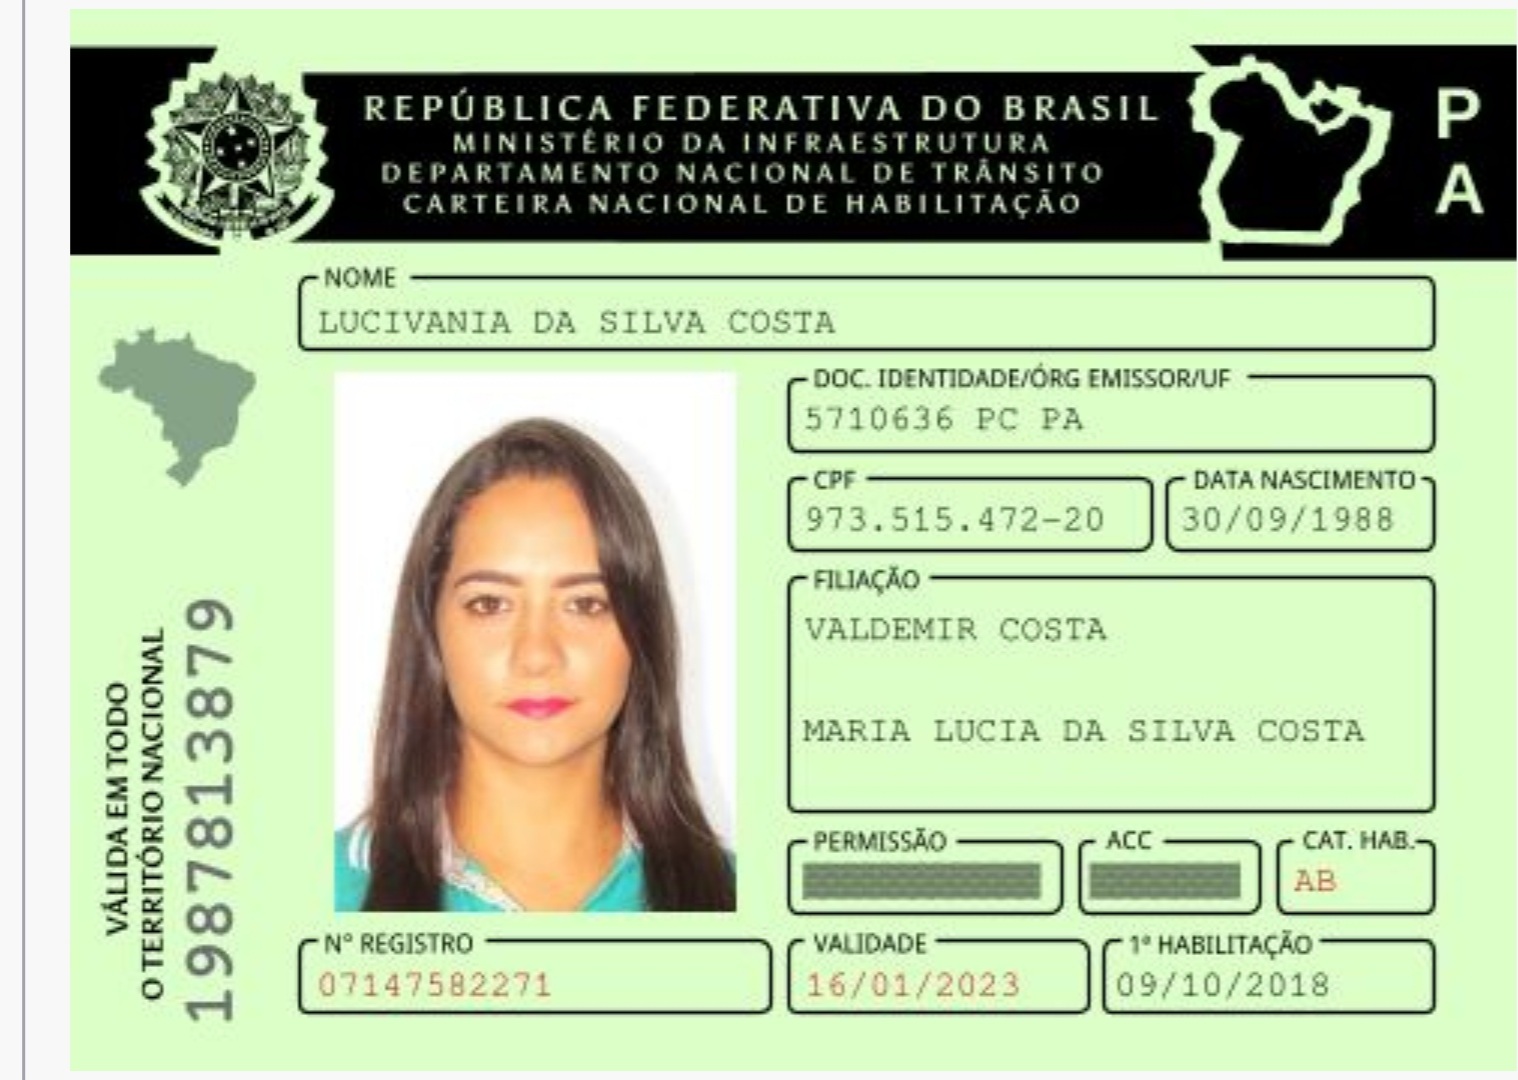 REPÚBLICA FEDERATIVA DO BRASIL
MINISTÉRIO DA INFRAESTRUTURA
DEPARTAMENTO NACIONAL DE TRÂNSITO
CARTEIRA NACIONAL DE HABILITAÇÃO
P
A
NOME
LUCIVANIA DA SILVA COSTA
DOC. IDENTIDADE/ÓRG EMISSOR/UF
5710636 PC PA
CPF
973.515.472-20
DATA NASCIMENTO
30/09/1988
FILIAÇÃO
VALDEMIR COSTA
MARIA LUCIA DA SILVA COSTA
PERMISSÃO
ACC
CAT. HAB.
AB
Nº REGISTRO
07147582271
VALIDADE
16/01/2023
1ª HABILITAÇÃO
09/10/2018
VÁLIDA EM TODO
O TERRITÓRIO NACIONAL
1987813879